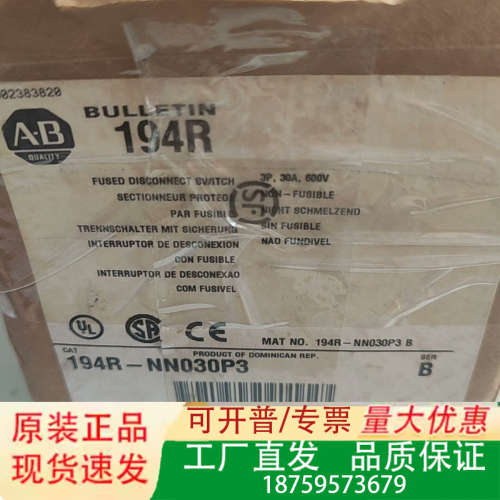 02383820
A-B
QUALITY
BULLETIN
194R
FUSED DISCONNECT SWITCH 3P, 30A, 600V
SECTIONNEUR PROTEG NON-FUSIBLE
PAR FUSIBLE NICHT SCHMELZEND
TRENNSCHALTER MIT SICHERUNG SIN FUSIBLE
INTERRUPTOR DE DESCONEXION NAO FUNDIVEL
CON FUSIBLE
INTERRUPTOR DE DESCONEXAO
COM FUSIVEL
UL SA CE MAT NO. 194R-NN030P3 B
PRODUCT OF DOMINICAN REP.
CAT SER
194R-NN030P3 B
原装正品 可开普/专票 量大优惠
现货速发 工厂直发 品质保证
18759573679